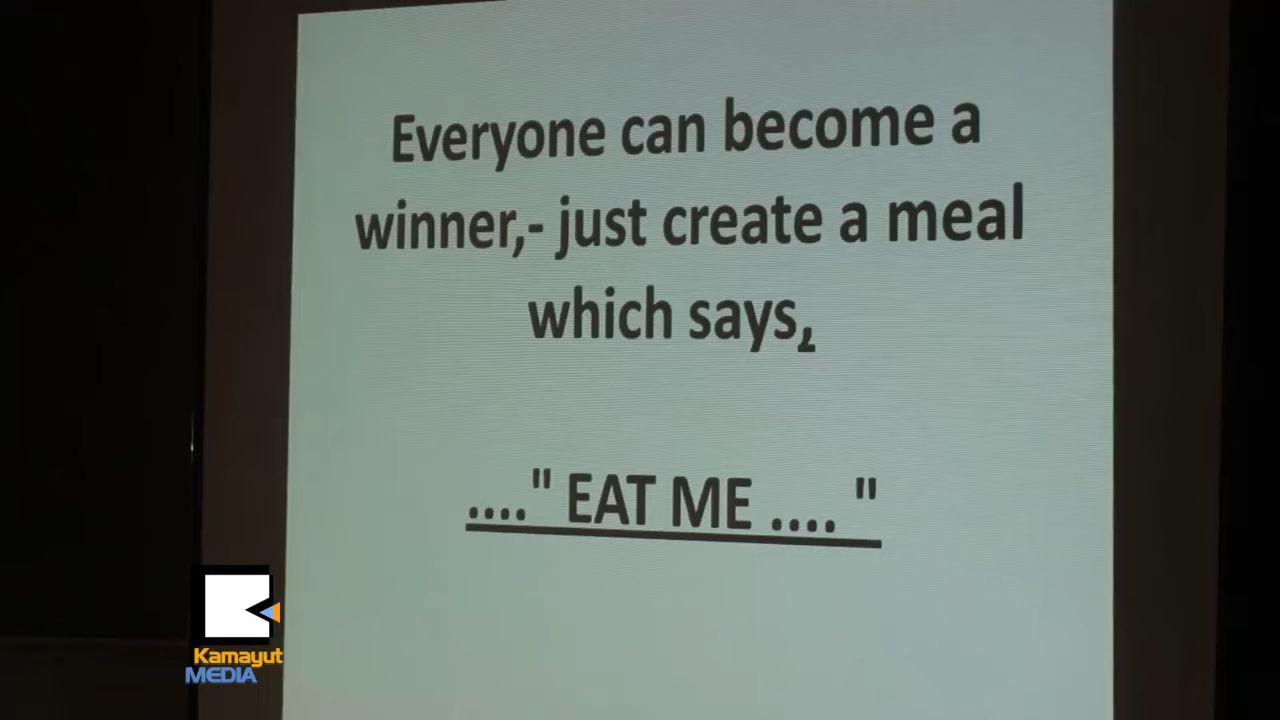 Everyone can become a
winner,- just create a meal
which says,
...." EAT ME .... "
Kamayut
MEDIA